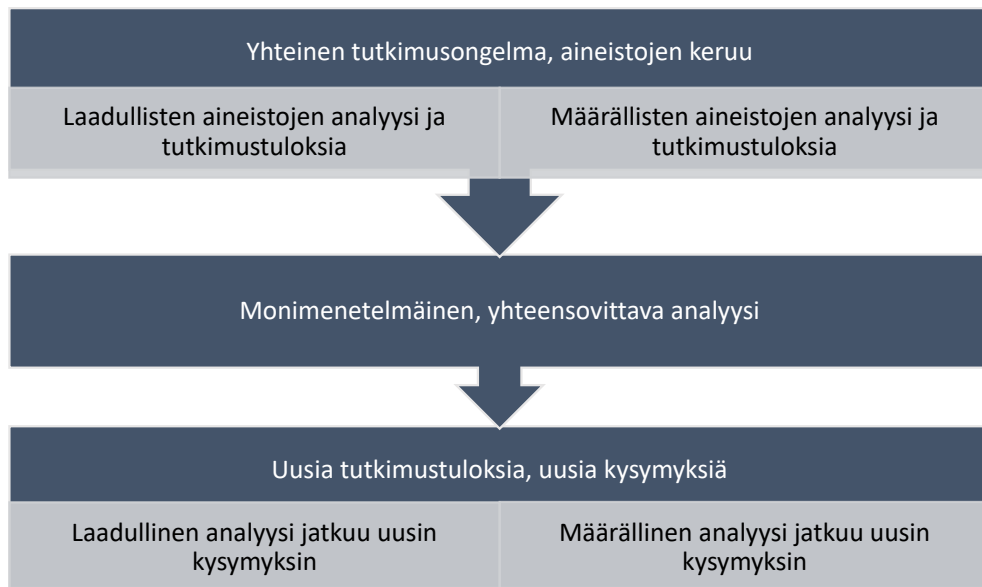 Yhteinen tutkimusongelma, aineistojen keruu
Laadullisten aineistojen analyysi ja
tutkimustuloksia
Määrällisten aineistojen analyysi ja
tutkimustuloksia
Monimenetelmäinen, yhteensovittava analyysi
Uusia tutkimustuloksia, uusia kysymyksiä
Laadullinen analyysi jatkuu uusin
kysymyksin
Määrällinen analyysi jatkuu uusin
kysymyksin